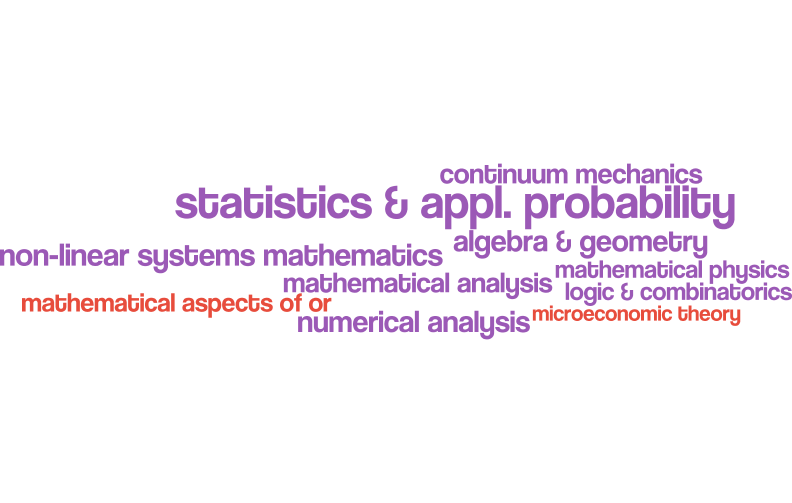 continuum mechanics
statistics & appl. probability
algebra & geometry
non-linear systems mathematics
mathematical physics
mathematical analysis
logic & combinatorics
mathematical aspects of or
microeconomic theory
numerical analysis